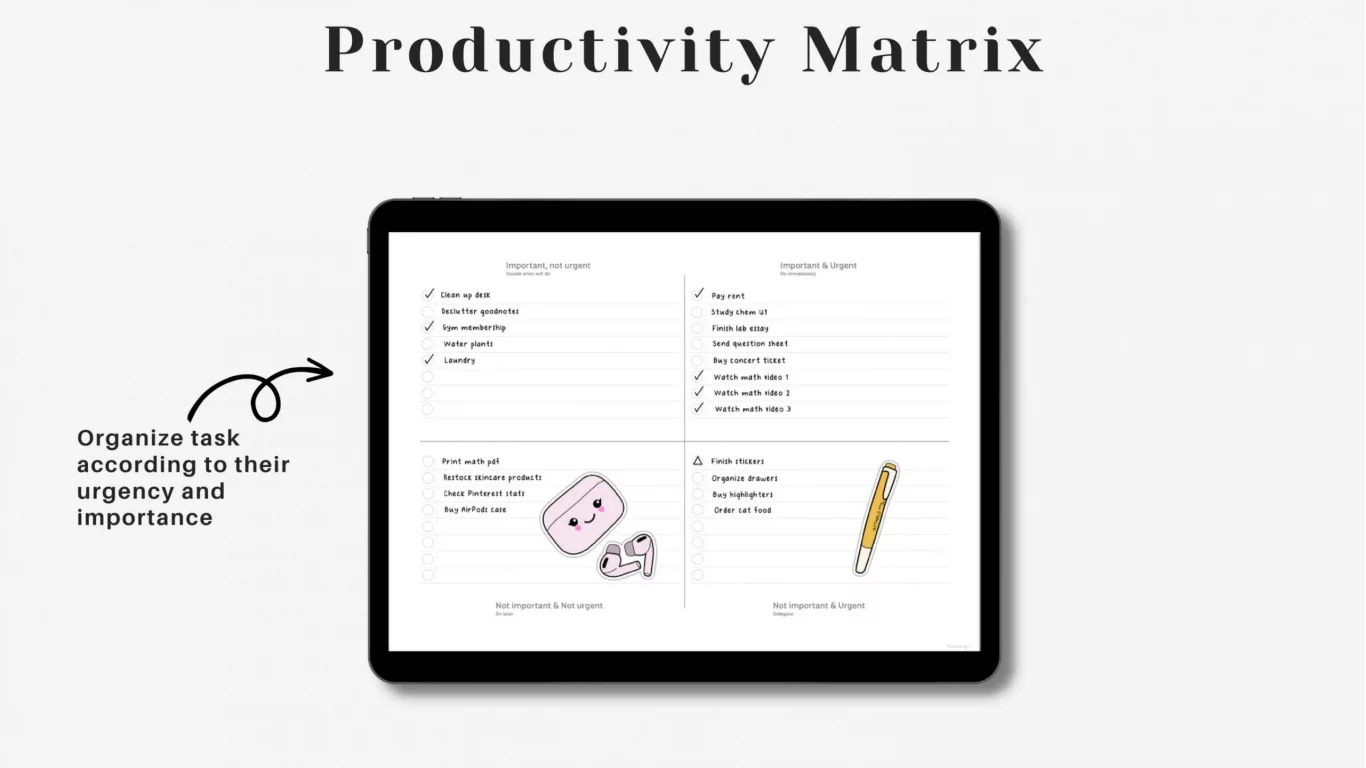 Productivity Matrix
Important, not urgent
Decide when will do
Clean up desk
Declutter goodnotes
Gym membership
Water plants
Laundry
Important & Urgent
Do immediately
Pay rent
Study chem U1
Finish lab essay
Send question sheet
Buy concert ticket
Watch math video 1
Watch math video 2
Watch math video 3
Organize task
according to their
urgency and
importance
Print math pdf
Restock skincare products
Check Pinterest stats
Buy AirPods case
Not important & Not urgent
Do later
Finish stickers
Organize drawers
Buy highlighters
Order cat food
Not important & Urgent
Delegate